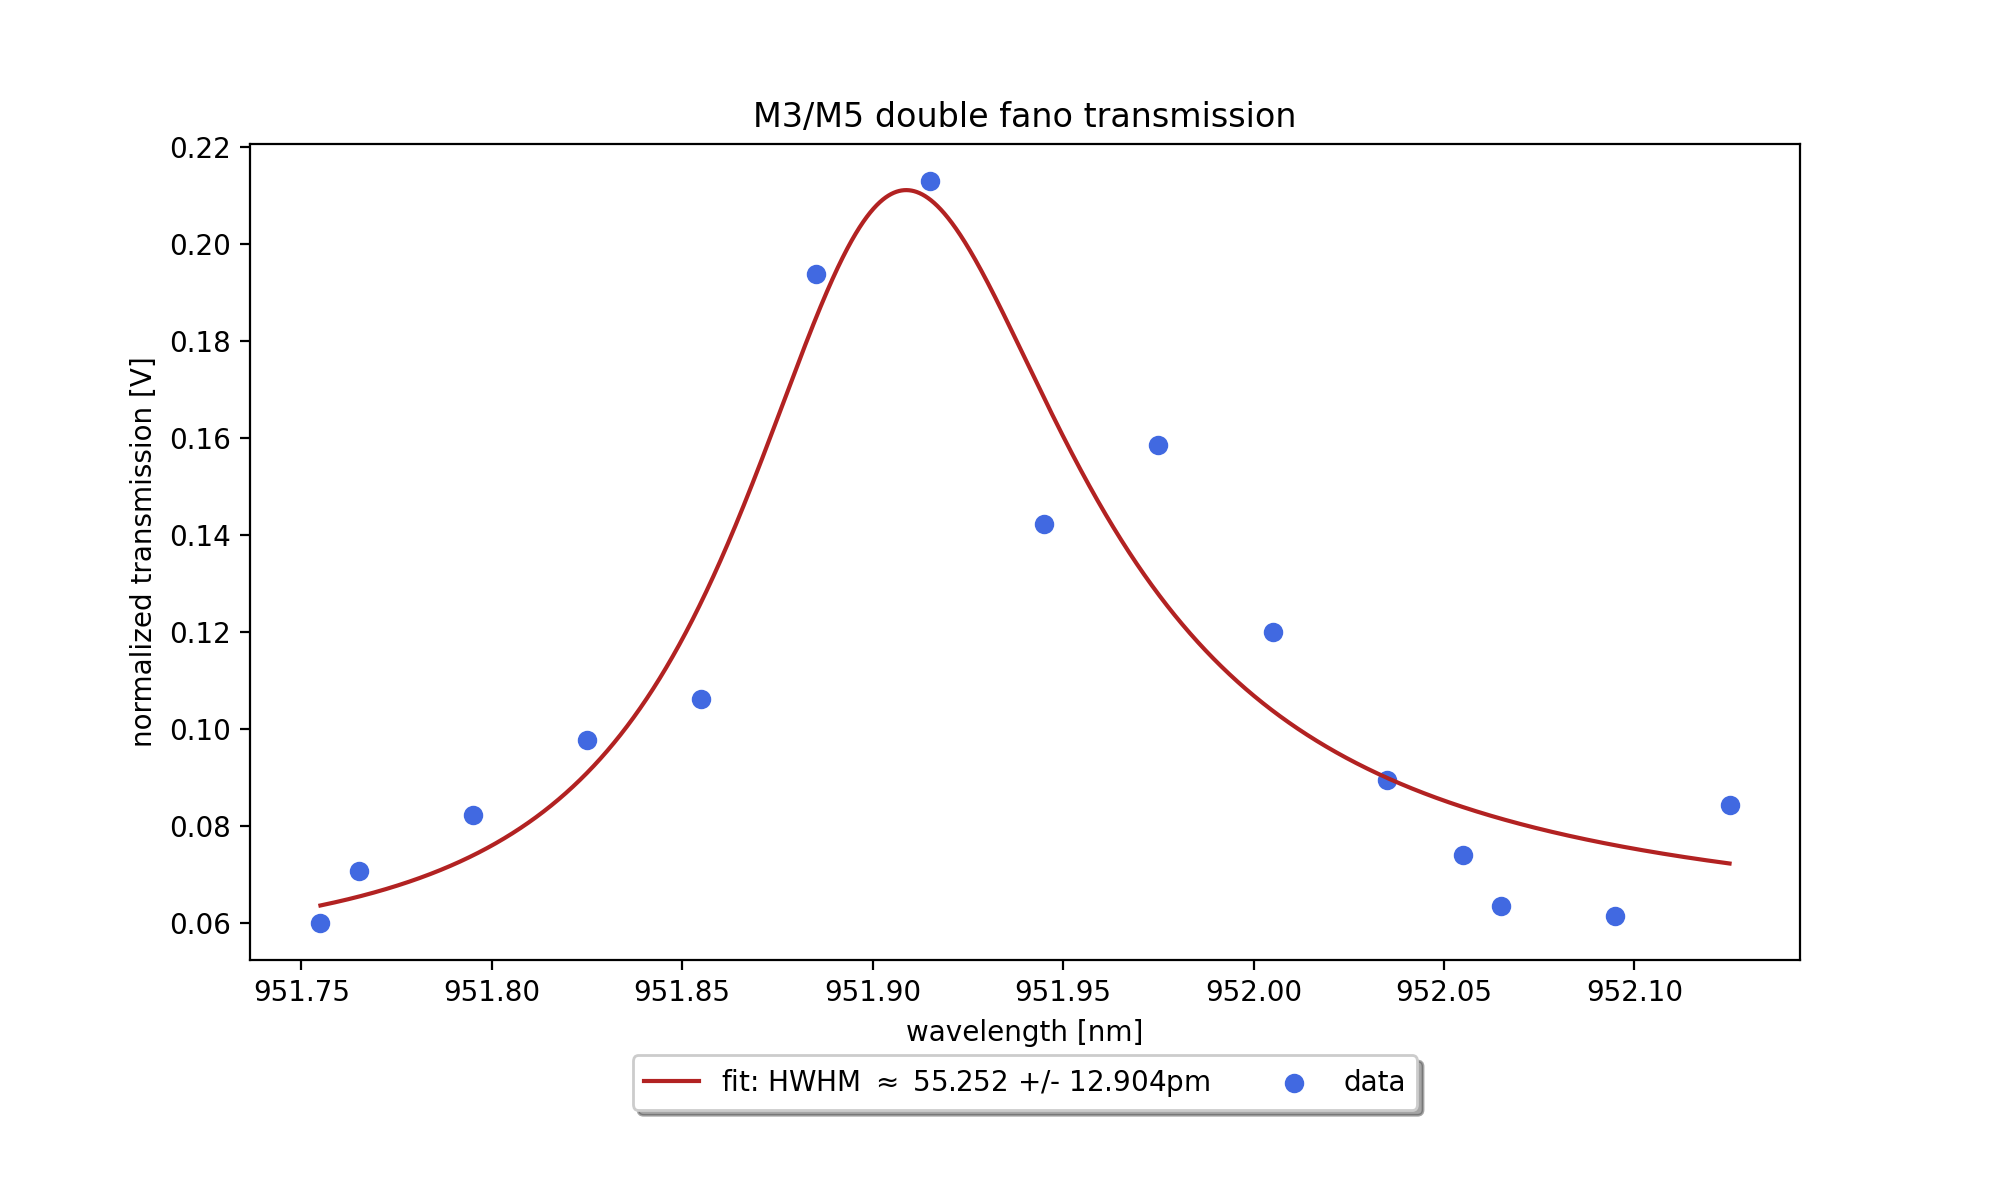 M3/M5 double fano transmission
normalized transmission [V]
0.22
0.20
0.18
0.16
0.14
0.12
0.10
0.08
0.06
951.75 951.80 951.85 951.90 951.95 952.00 952.05 952.10
wavelength [nm]
fit: HWHM ≈ 55.252 +/- 12.904pm data